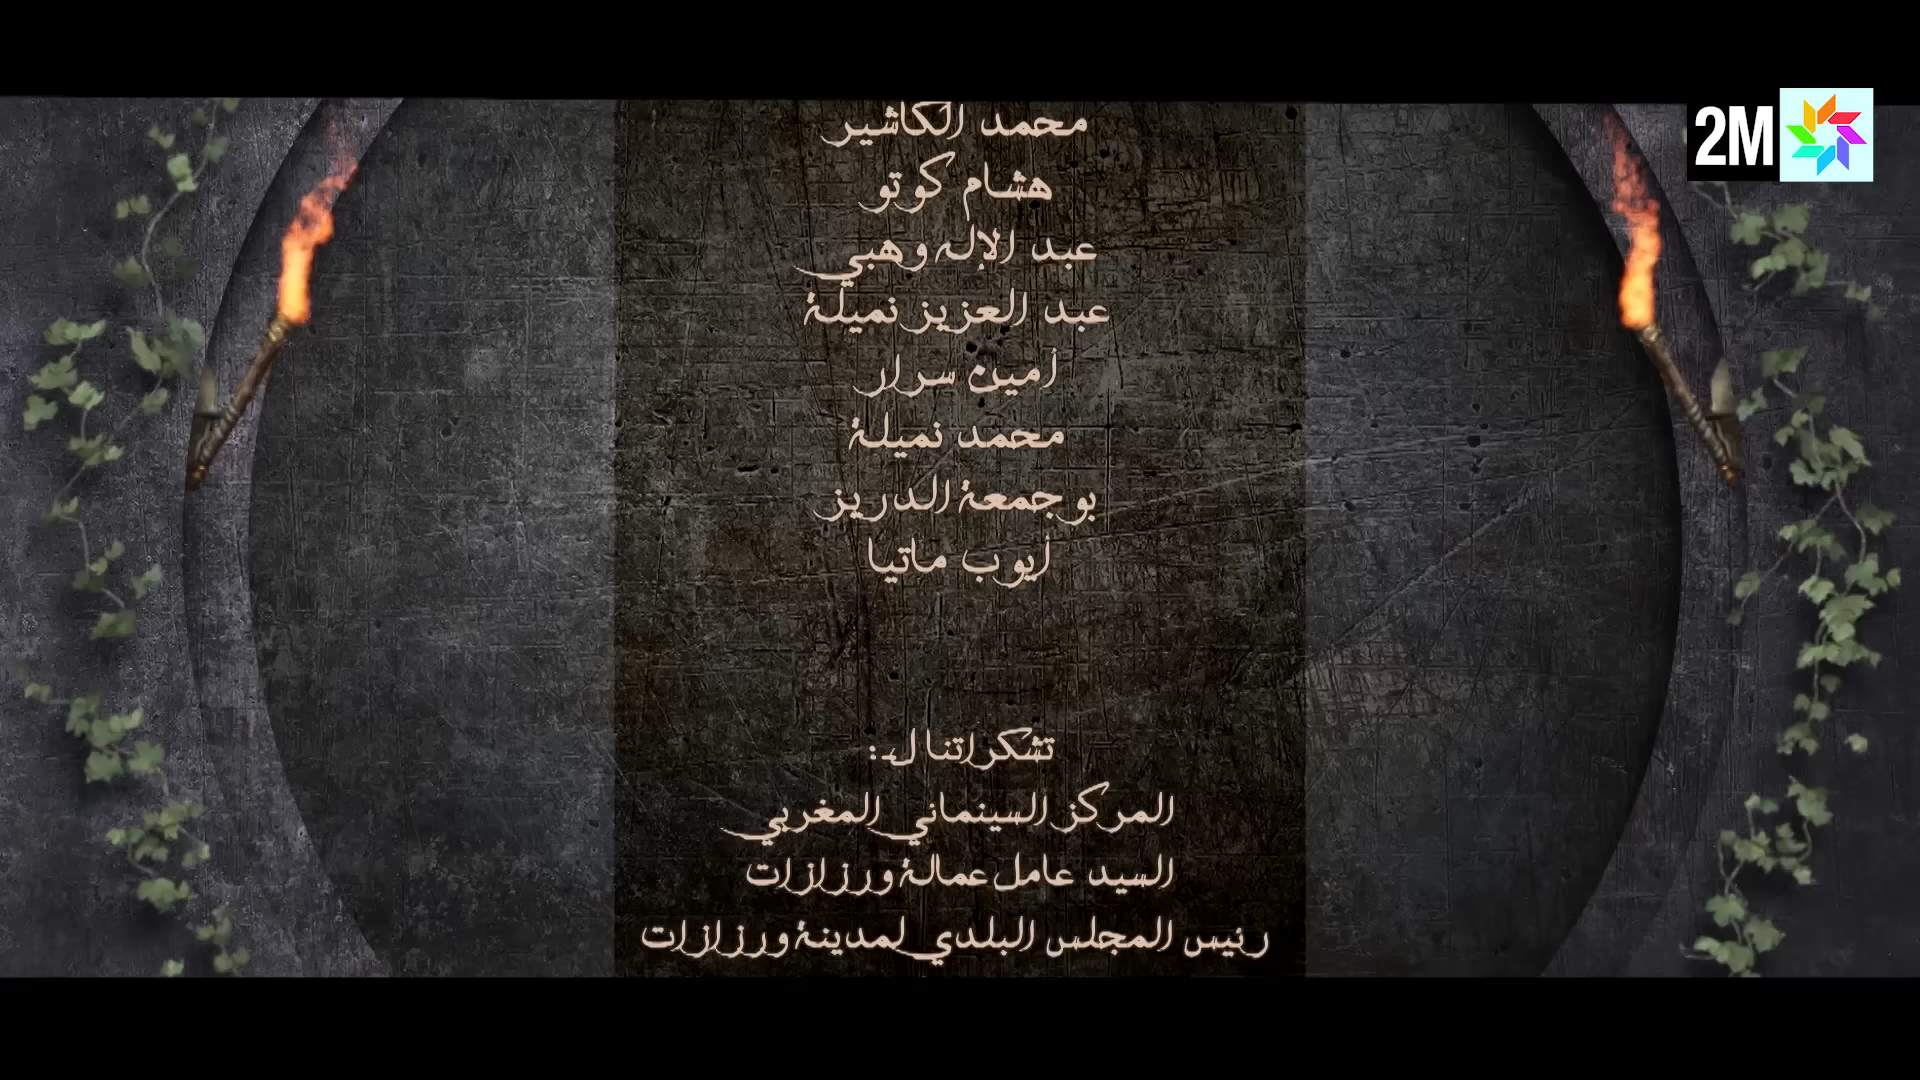 2M
محمد الكاشير
هشام كوتو
عبد الإله وهبي
عبد العزيز نميلة
أمين سرار
محمد نميلة
بوجمعة الدريز
أيوب ماتيا
تشكراتنا لـ:
المركز السينمائي المغربي
السيد عامل عمالة ورزازات
رئيس المجلس البلدي لمدينة ورزازات